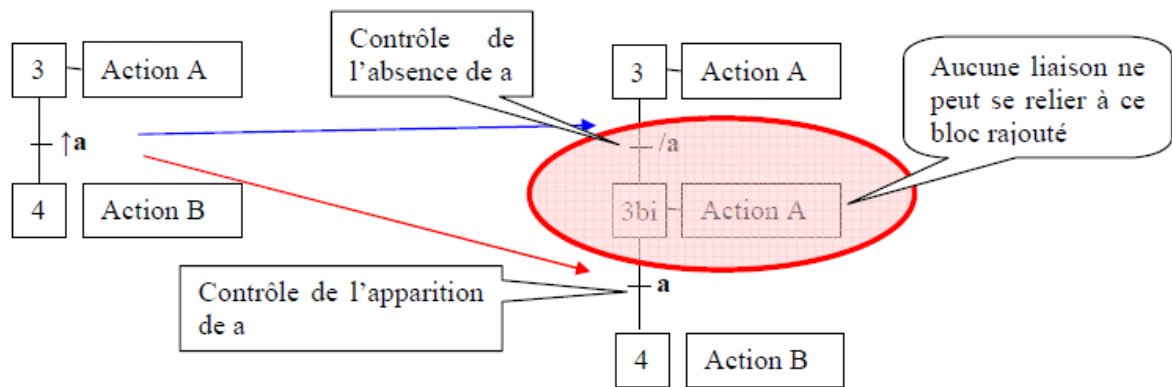 3
Action A
↑a
4
Action B
Contrôle de
l'absence de a
3
Action A
Aucune liaison ne
peut se relier à ce
bloc rajouté
/a
3bi
Action A
Contrôle de l'apparition
de a
a
4
Action B